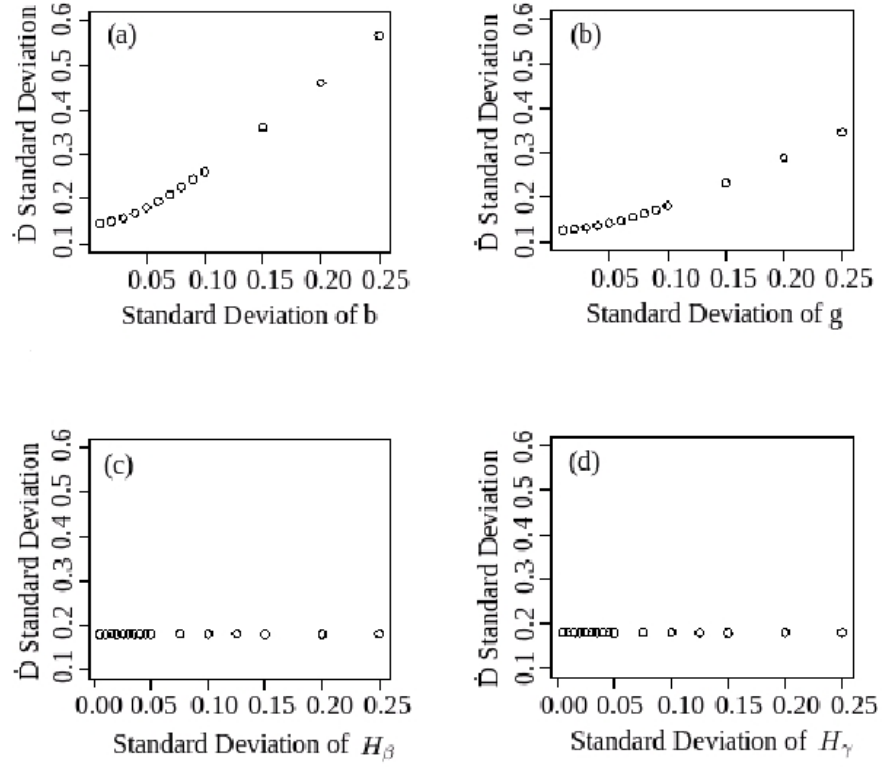 (a)
Ḋ Standard Deviation
0.1 0.2 0.3 0.4 0.5 0.6
0.05 0.10 0.15 0.20 0.25
Standard Deviation of b
(b)
Ḋ Standard Deviation
0.1 0.2 0.3 0.4 0.5 0.6
0.05 0.10 0.15 0.20 0.25
Standard Deviation of g
(c)
Ḋ Standard Deviation
0.1 0.2 0.3 0.4 0.5 0.6
0.00 0.05 0.10 0.15 0.20 0.25
Standard Deviation of H_β
(d)
Ḋ Standard Deviation
0.1 0.2 0.3 0.4 0.5 0.6
0.00 0.05 0.10 0.15 0.20 0.25
Standard Deviation of H_γ